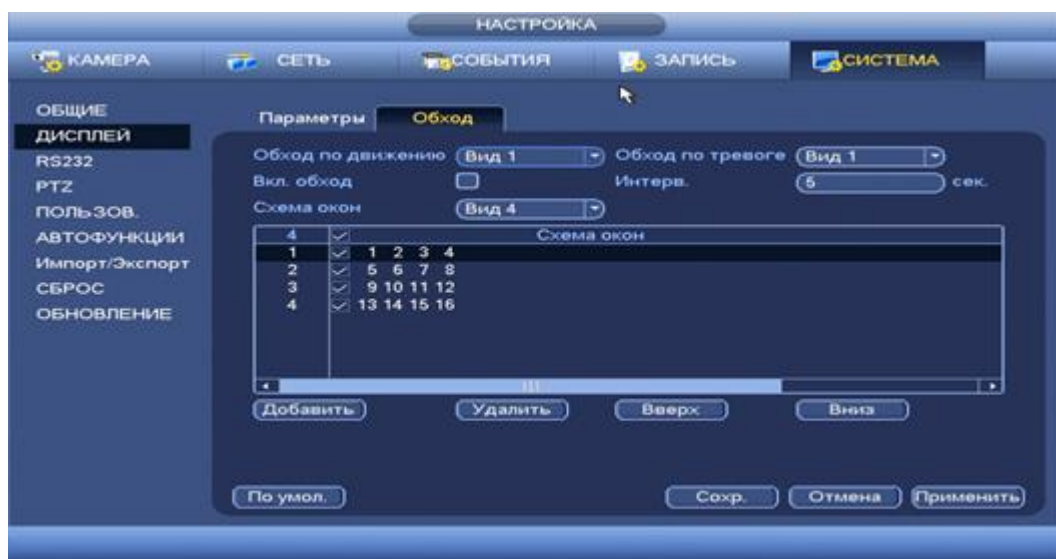 НАСТРОЙКА
КАМЕРА СЕТЬ СОБЫТИЯ ЗАПИСЬ СИСТЕМА
ОБЩИЕ
ДИСПЛЕЙ
RS232
PTZ
ПОЛЬЗОВ.
АВТОФУНКЦИИ
Импорт/Экспорт
СБРОС
ОБНОВЛЕНИЕ
Параметры Обход
Обход по движению Вид 1 Обход по тревоге Вид 1
Вкл. обход Интерв. 5 сек.
Схема окон Вид 4
4 Схема окон
1 1 2 3 4
2 5 6 7 8
3 9 10 11 12
4 13 14 15 16
Добавить Удалить Вверх Вниз
По умол. Сохр. Отмена Применить